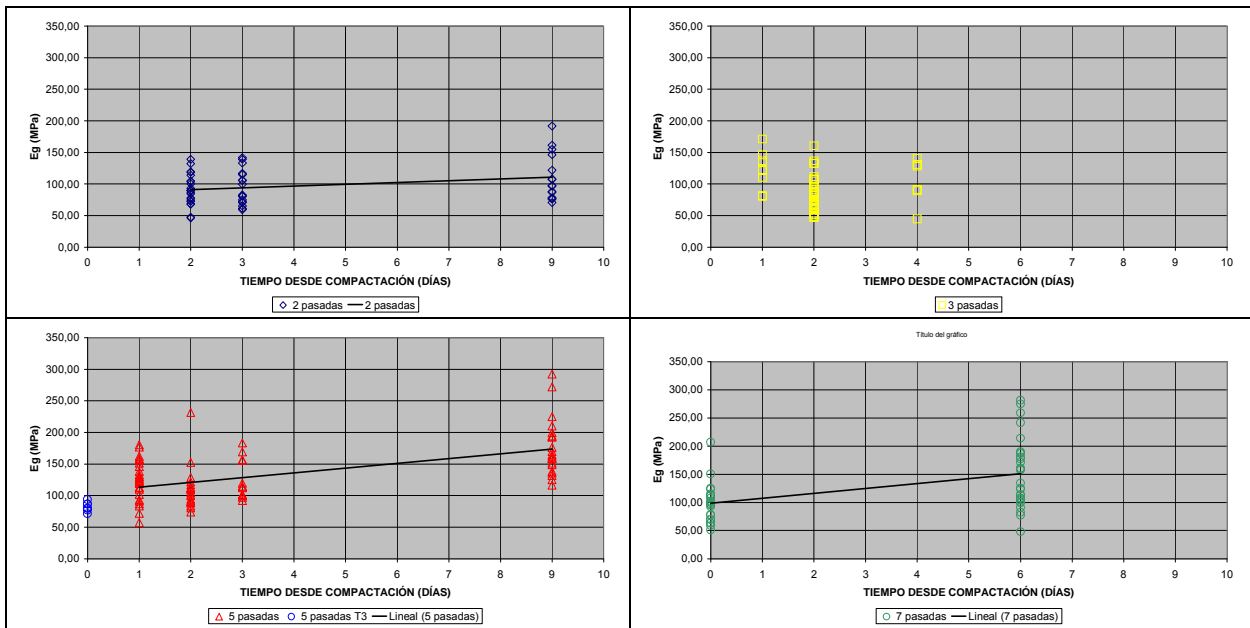 350,00
300,00
250,00
200,00
150,00
100,00
50,00
0,00
Eg (MPa)
0 1 2 3 4 5 6 7 8 9 10
TIEMPO DESDE COMPACTACIÓN (DÍAS)
2 pasadas 2 pasadas
350,00
300,00
250,00
200,00
150,00
100,00
50,00
0,00
Eg (MPa)
0 1 2 3 4 5 6 7 8 9 10
TIEMPO DESDE COMPACTACIÓN (DÍAS)
3 pasadas
350,00
300,00
250,00
200,00
150,00
100,00
50,00
0,00
Eg (MPa)
0 1 2 3 4 5 6 7 8 9 10
TIEMPO DESDE COMPACTACIÓN (DÍAS)
5 pasadas 5 pasadas T3 Lineal (5 pasadas)
Título del gráfico
350,00
300,00
250,00
200,00
150,00
100,00
50,00
0,00
Eg (MPa)
0 1 2 3 4 5 6 7 8 9 10
TIEMPO DESDE COMPACTACIÓN (DÍAS)
7 pasadas Lineal (7 pasadas)